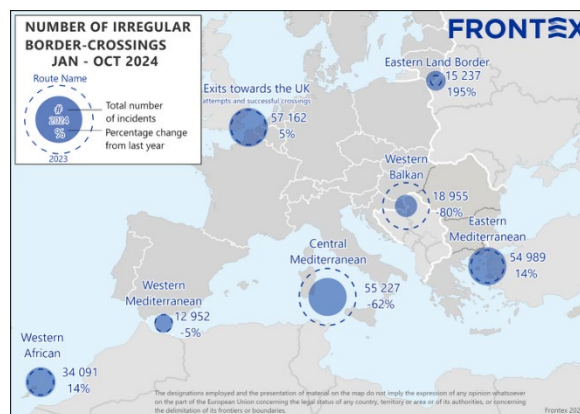 NUMBER OF IRREGULAR
BORDER-CROSSINGS
JAN - OCT 2024
Route Name
#
2024
%
Total number
of incidents
Percentage change
from last year
2023
FRONTEX
Eastern Land Border
15 237
195%
Exits towards the UK
attempts and successful crossings
57 162
5%
Western
Balkan
18 955
-80%
Eastern
Mediterranean
54 989
14%
Central
Mediterranean
55 227
-62%
Western
Mediterranean
12 952
-5%
Western
African
34 091
14%
The designations employed and the presentation of material on the map do not imply the expression of any opinion whatsoever
on the part of the European Union concerning the legal status of any country, territory or area or of its authorities, or concerning
the delimitation of its frontiers or boundaries.
Frontex